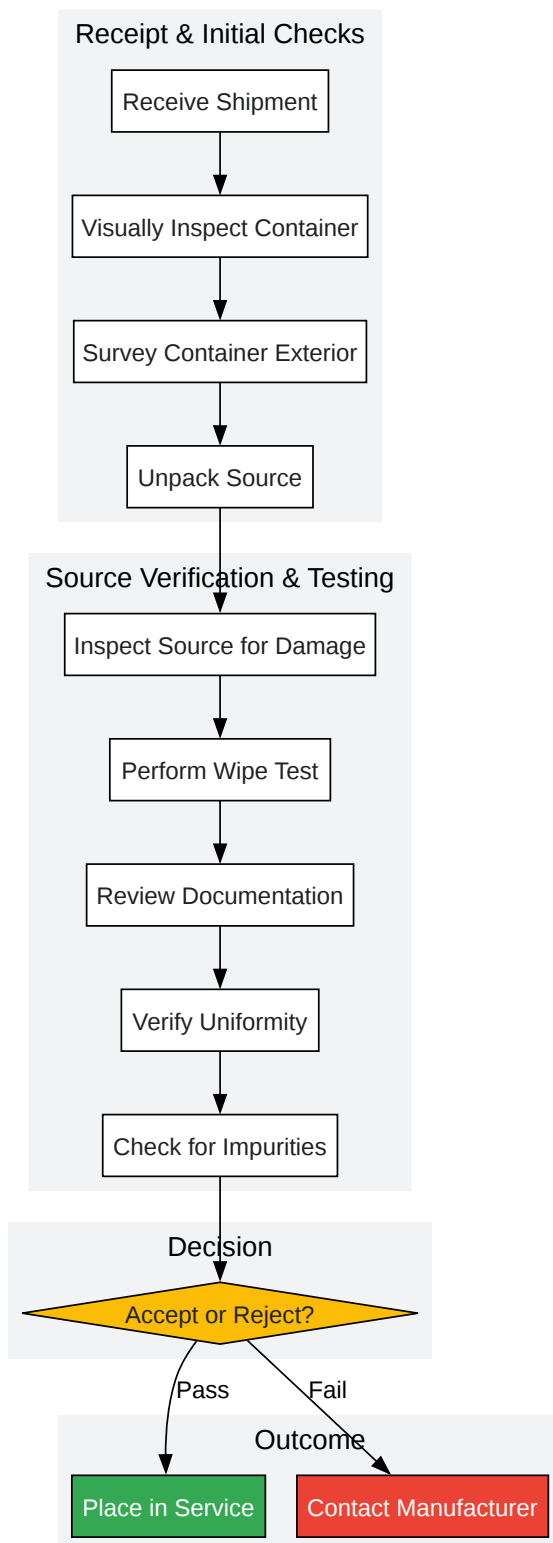 Receipt & Initial Checks
Receive Shipment
Visually Inspect Container
Survey Container Exterior
Unpack Source
Source Verification & Testing
Inspect Source for Damage
Perform Wipe Test
Review Documentation
Verify Uniformity
Check for Impurities
Decision
Accept or Reject?
Pass
Fail
Outcome
Place in Service
Contact Manufacturer